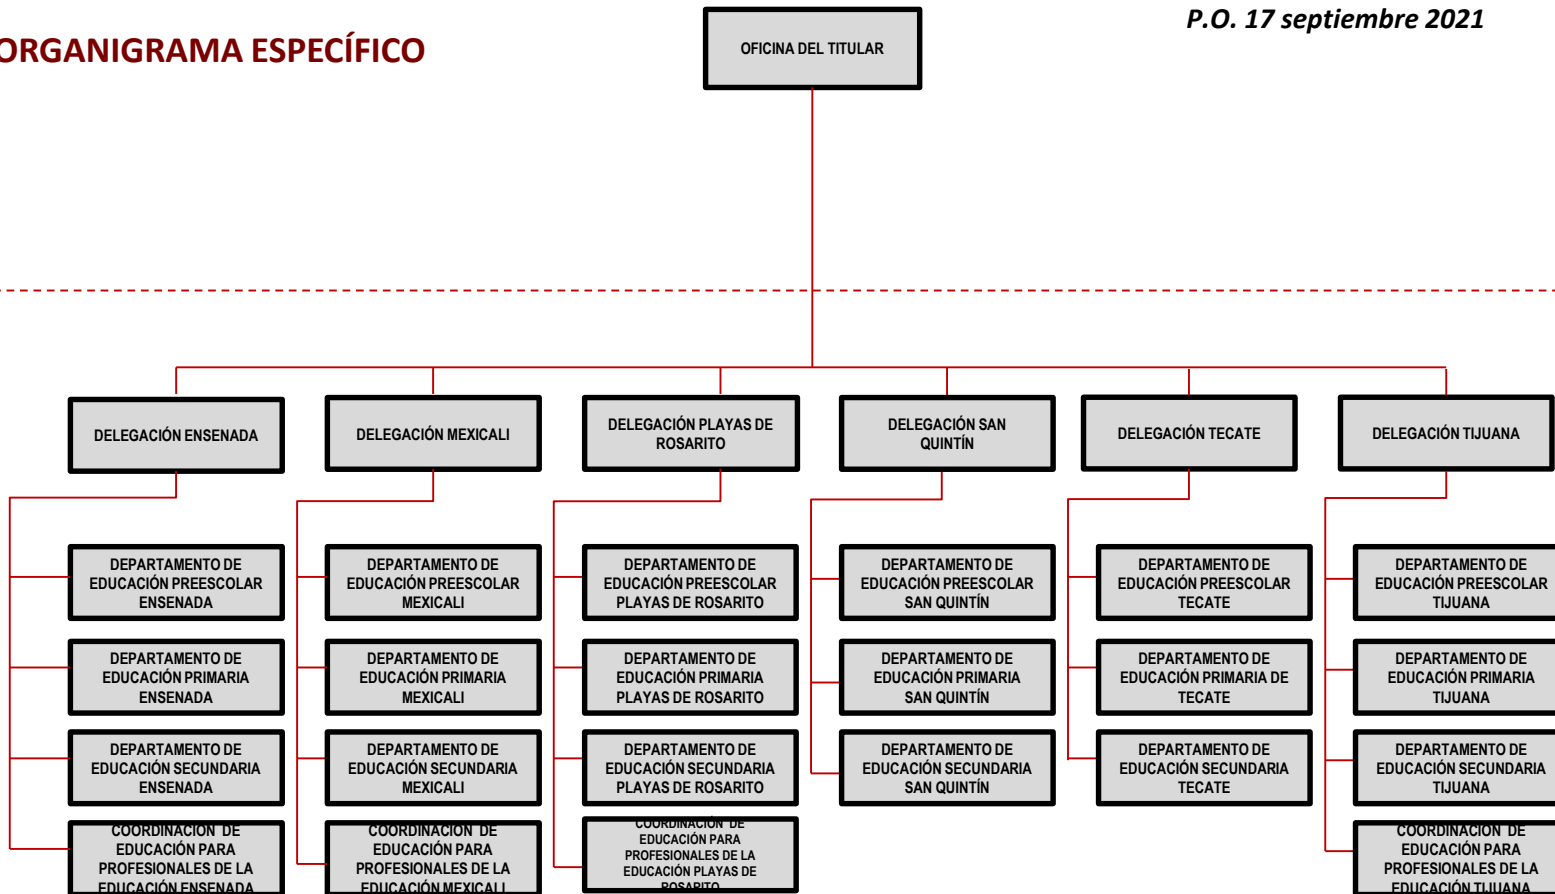 P.O. 17 septiembre 2021
ORGANIGRAMA ESPECÍFICO
OFICINA DEL TITULAR
DELEGACIÓN ENSENADA
DELEGACIÓN MEXICALI
DELEGACIÓN PLAYAS DE
ROSARITO
DELEGACIÓN SAN
QUINTÍN
DELEGACIÓN TECATE
DELEGACIÓN TIJUANA
DEPARTAMENTO DE
EDUCACIÓN PREESCOLAR
ENSENADA
DEPARTAMENTO DE
EDUCACIÓN PREESCOLAR
MEXICALI
DEPARTAMENTO DE
EDUCACIÓN PREESCOLAR
PLAYAS DE ROSARITO
DEPARTAMENTO DE
EDUCACIÓN PREESCOLAR
SAN QUINTÍN
DEPARTAMENTO DE
EDUCACIÓN PREESCOLAR
TECATE
DEPARTAMENTO DE
EDUCACIÓN PREESCOLAR
TIJUANA
DEPARTAMENTO DE
EDUCACIÓN PRIMARIA
ENSENADA
DEPARTAMENTO DE
EDUCACIÓN PRIMARIA
MEXICALI
DEPARTAMENTO DE
EDUCACIÓN PRIMARIA
PLAYAS DE ROSARITO
DEPARTAMENTO DE
EDUCACIÓN PRIMARIA
SAN QUINTÍN
DEPARTAMENTO DE
EDUCACIÓN PRIMARIA DE
TECATE
DEPARTAMENTO DE
EDUCACIÓN PRIMARIA
TIJUANA
DEPARTAMENTO DE
EDUCACIÓN SECUNDARIA
ENSENADA
DEPARTAMENTO DE
EDUCACIÓN SECUNDARIA
MEXICALI
DEPARTAMENTO DE
EDUCACIÓN SECUNDARIA
PLAYAS DE ROSARITO
DEPARTAMENTO DE
EDUCACIÓN SECUNDARIA
SAN QUINTÍN
DEPARTAMENTO DE
EDUCACIÓN SECUNDARIA
TECATE
DEPARTAMENTO DE
EDUCACIÓN SECUNDARIA
TIJUANA
COORDINACIÓN DE
EDUCACIÓN PARA
PROFESIONALES DE LA
EDUCACIÓN ENSENADA
COORDINACIÓN DE
EDUCACIÓN PARA
PROFESIONALES DE LA
EDUCACIÓN MEXICALI
COORDINACIÓN DE
EDUCACIÓN PARA
PROFESIONALES DE LA
EDUCACIÓN PLAYAS DE
ROSARITO
COORDINACIÓN DE
EDUCACIÓN PARA
PROFESIONALES DE LA
EDUCACIÓN TIJUANA